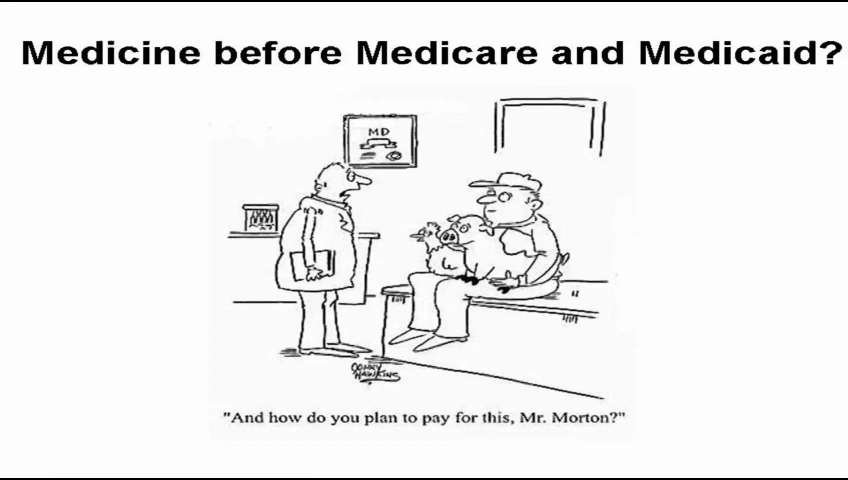 Medicine before Medicare and Medicaid?
MD
"And how do you plan to pay for this, Mr. Morton?"